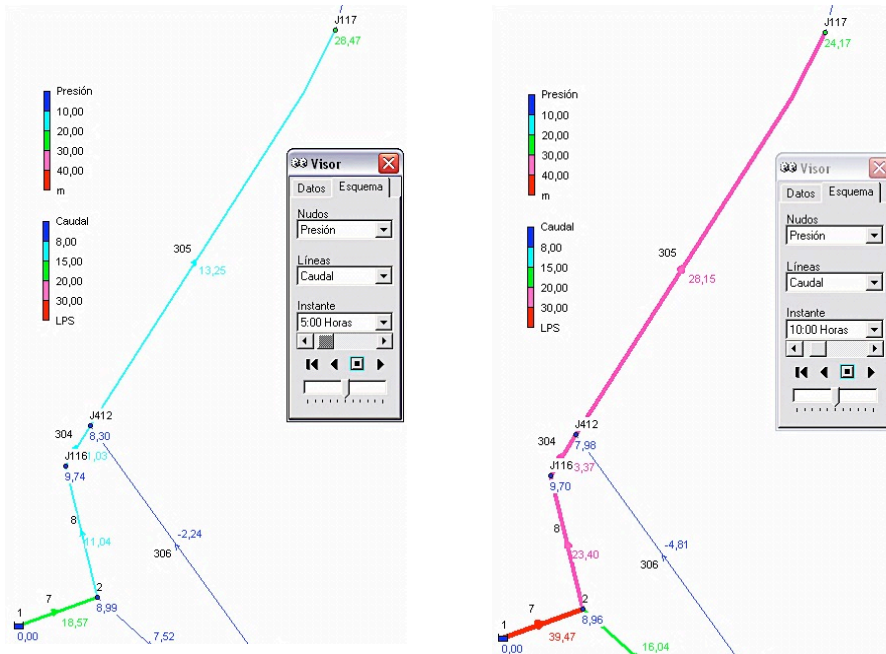 J117
28,47
Presión
10,00
20,00
30,00
40,00
m
Visor
Datos Esquema
Nudos
Presión
Líneas
Caudal
Instante
5:00 Horas
Caudal
8,00
15,00
20,00
30,00
LPS
305
13,25
J412
8,30
304
1,03
J116
9,74
8
11,04
-2,24
306
2
8,99
7
1
18,57
0,00
7,52
J117
24,17
Presión
10,00
20,00
30,00
40,00
m
Visor
Datos Esquema
Nudos
Presión
Líneas
Caudal
Instante
10:00 Horas
Caudal
8,00
15,00
20,00
30,00
LPS
305
28,15
J412
7,98
304
3,37
J116
9,70
8
23,40
-4,81
306
2
8,96
7
1
39,47
0,00
16,04